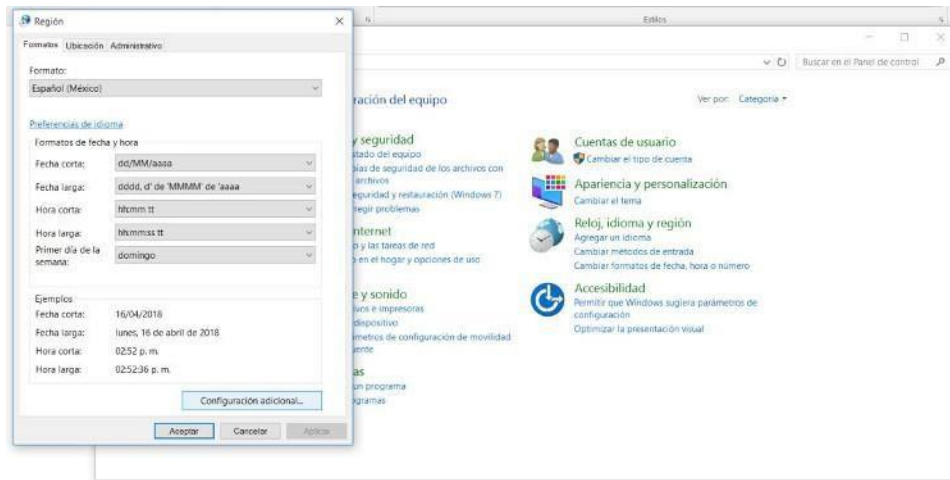 Región
Formatos Ubicación Administrativo
Formato:
Español (México)
Preferencias de idioma
Formatos de fecha y hora
Fecha corta: dd/MM/aaaa
Fecha larga: dddd, d' de 'MMMM' de 'aaaa
Hora corta: hh:mm tt
Hora larga: hh:mm:ss tt
Primer día de la semana: domingo
Ejemplos
Fecha corta: 16/04/2018
Fecha larga: lunes, 16 de abril de 2018
Hora corta: 02:52 p. m.
Hora larga: 02:52:36 p. m.
Configuración adicional...
Aceptar Cancelar Aplicar
Estilos
Buscar en el Panel de control
ración del equipo
Ver por: Categoría
y seguridad
stado del equipo
pias de seguridad de los archivos con
archivos
eguridad y restauración (Windows 7)
regir problemas
nternet
o y las tareas de red
o en el hogar y opciones de uso
e y sonido
ivos e impresoras
dispositivo
ámetros de configuración de movilidad
uente
as
un programa
ogramas
Cuentas de usuario
Cambiar el tipo de cuenta
Apariencia y personalización
Cambiar el tema
Reloj, idioma y región
Agregar un idioma
Cambiar métodos de entrada
Cambiar formatos de fecha, hora o número
Accesibilidad
Permitir que Windows sugiera parámetros de
configuración
Optimizar la presentación visual